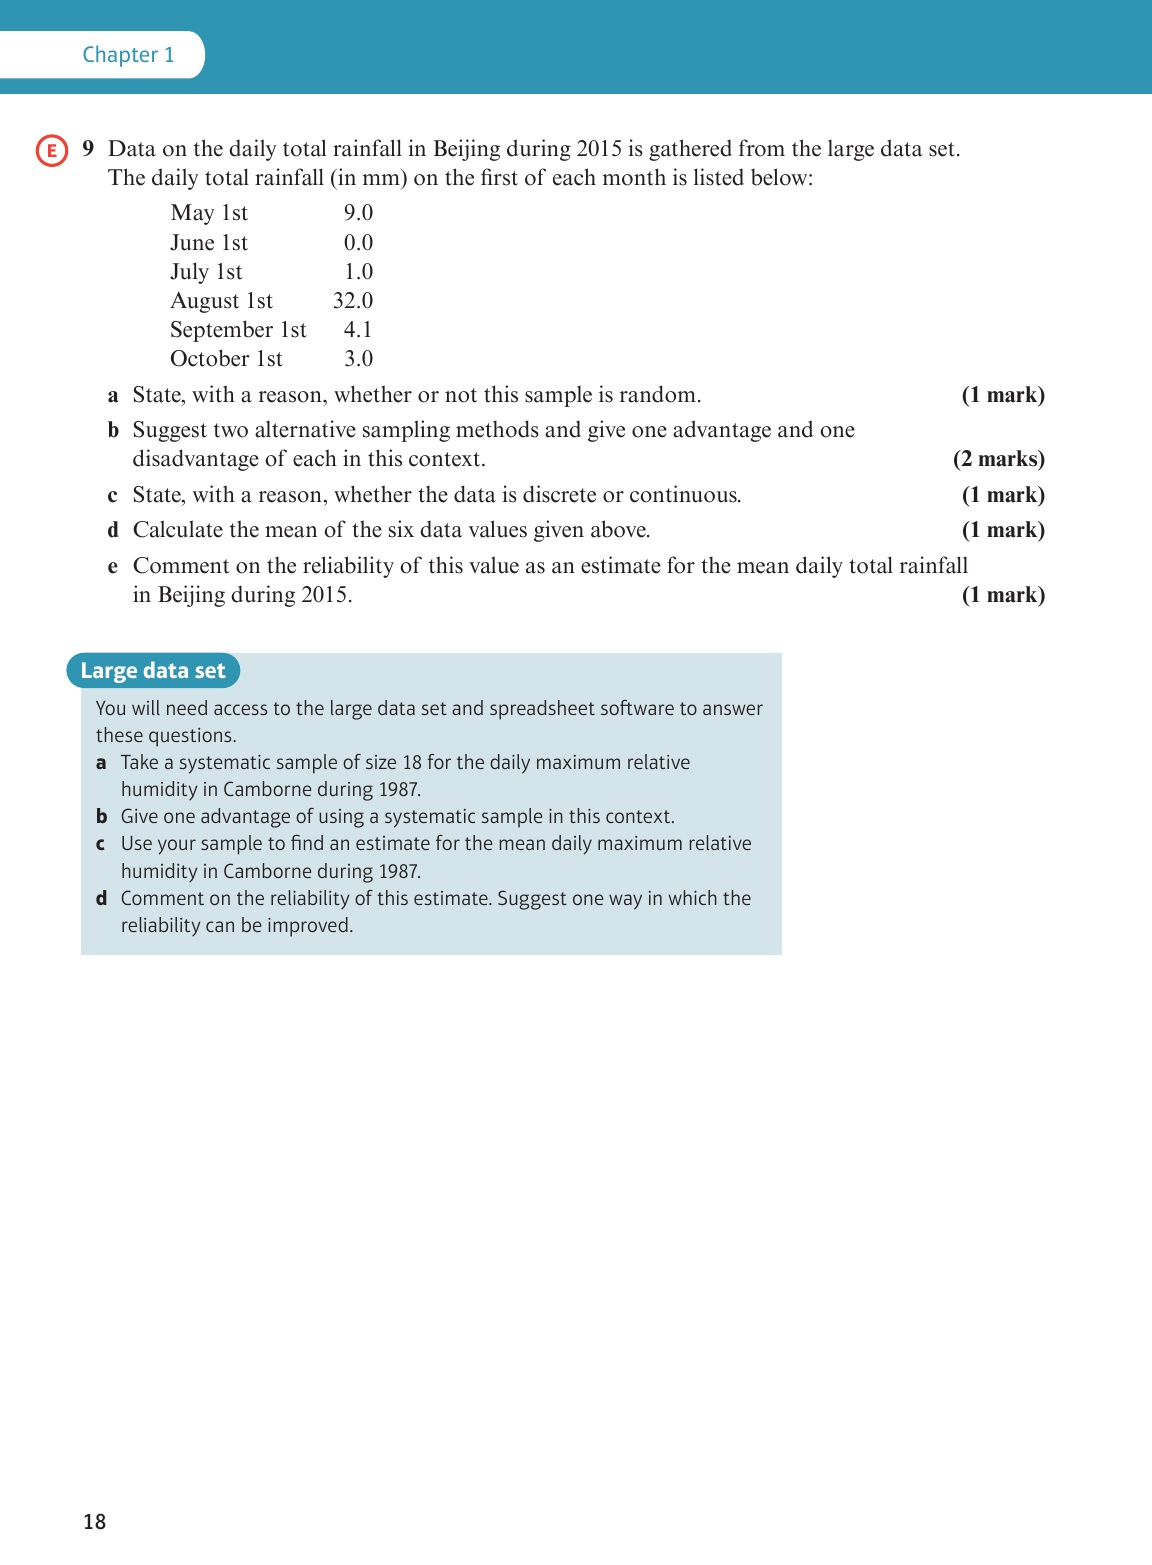 Chapter 1
E 9 Data on the daily total rainfall in Beijing during 2015 is gathered from the large data set.
The daily total rainfall (in mm) on the first of each month is listed below:
May 1st 9.0
June 1st 0.0
July 1st 1.0
August 1st 32.0
September 1st 4.1
October 1st 3.0
a State, with a reason, whether or not this sample is random. (1 mark)
b Suggest two alternative sampling methods and give one advantage and one
disadvantage of each in this context. (2 marks)
c State, with a reason, whether the data is discrete or continuous. (1 mark)
d Calculate the mean of the six data values given above. (1 mark)
e Comment on the reliability of this value as an estimate for the mean daily total rainfall
in Beijing during 2015. (1 mark)
Large data set
You will need access to the large data set and spreadsheet software to answer
these questions.
a Take a systematic sample of size 18 for the daily maximum relative
humidity in Camborne during 1987.
b Give one advantage of using a systematic sample in this context.
c Use your sample to find an estimate for the mean daily maximum relative
humidity in Camborne during 1987.
d Comment on the reliability of this estimate. Suggest one way in which the
reliability can be improved.
18